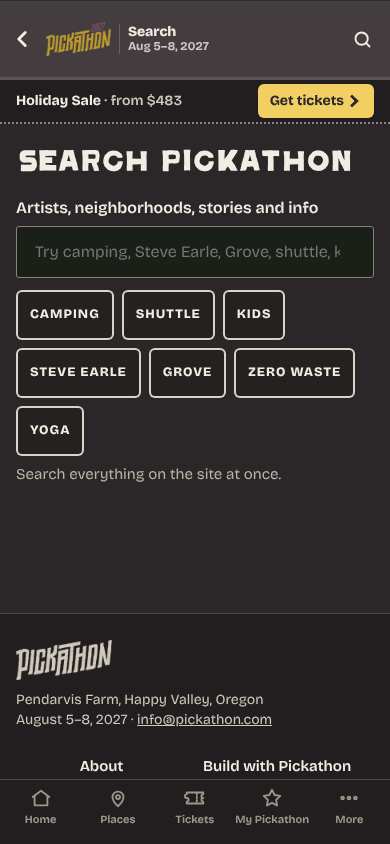 PICKATHON
Search
Aug 5–8, 2027
Holiday Sale · from $483
Get tickets
SEARCH PICKATHON
Artists, neighborhoods, stories and info
Try camping, Steve Earle, Grove, shuttle,
CAMPING
SHUTTLE
KIDS
STEVE EARLE
GROVE
ZERO WASTE
YOGA
Search everything on the site at once.
PICKATHON
Pendarvis Farm, Happy Valley, Oregon
August 5–8, 2027 · info@pickathon.com
About
Build with Pickathon
Home
Places
Tickets
My Pickathon
More